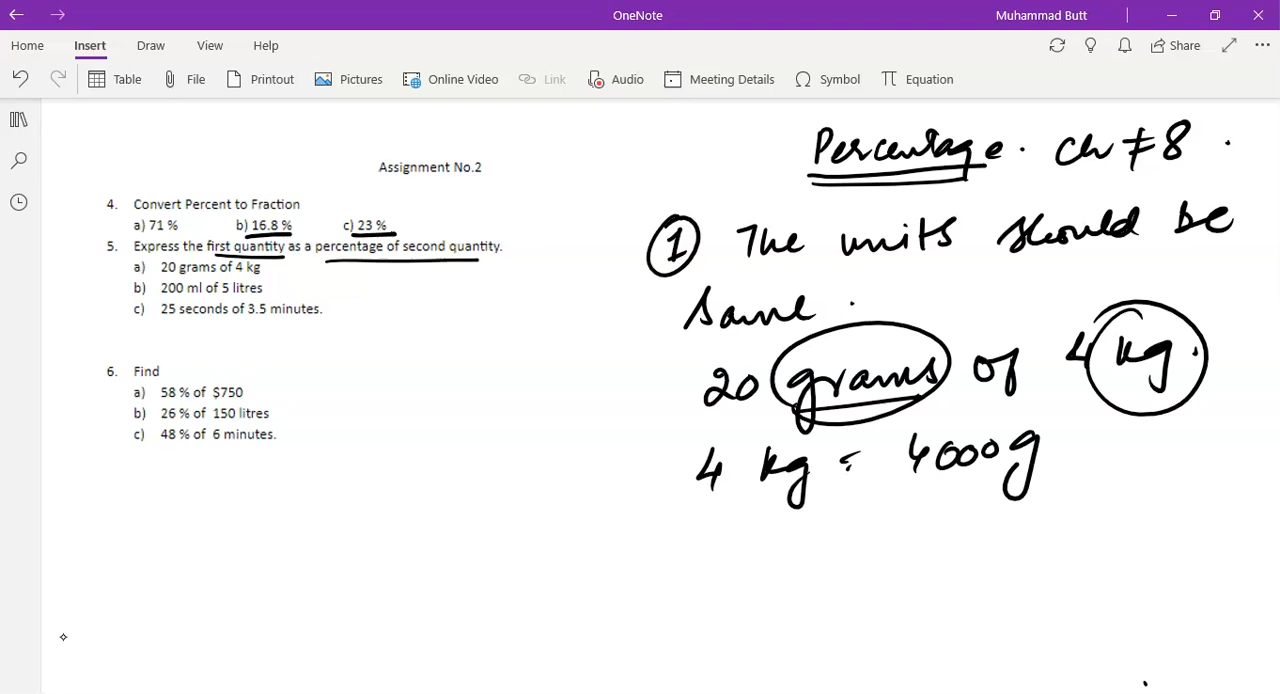 OneNote
Muhammad Butt
Home Insert Draw View Help
Share
Table File Printout Pictures Online Video Link Audio Meeting Details Symbol Equation
Assignment No.2
4. Convert Percent to Fraction
a) 71 % b) 16.8 % c) 23 %
5. Express the first quantity as a percentage of second quantity.
a) 20 grams of 4 kg
b) 200 ml of 5 litres
c) 25 seconds of 3.5 minutes.
6. Find
a) 58 % of $750
b) 26 % of 150 litres
c) 48 % of 6 minutes.
Percentage. Ch # 8.
① The units should be
same.
20 grams of 4 kg.
4 kg = 4000g